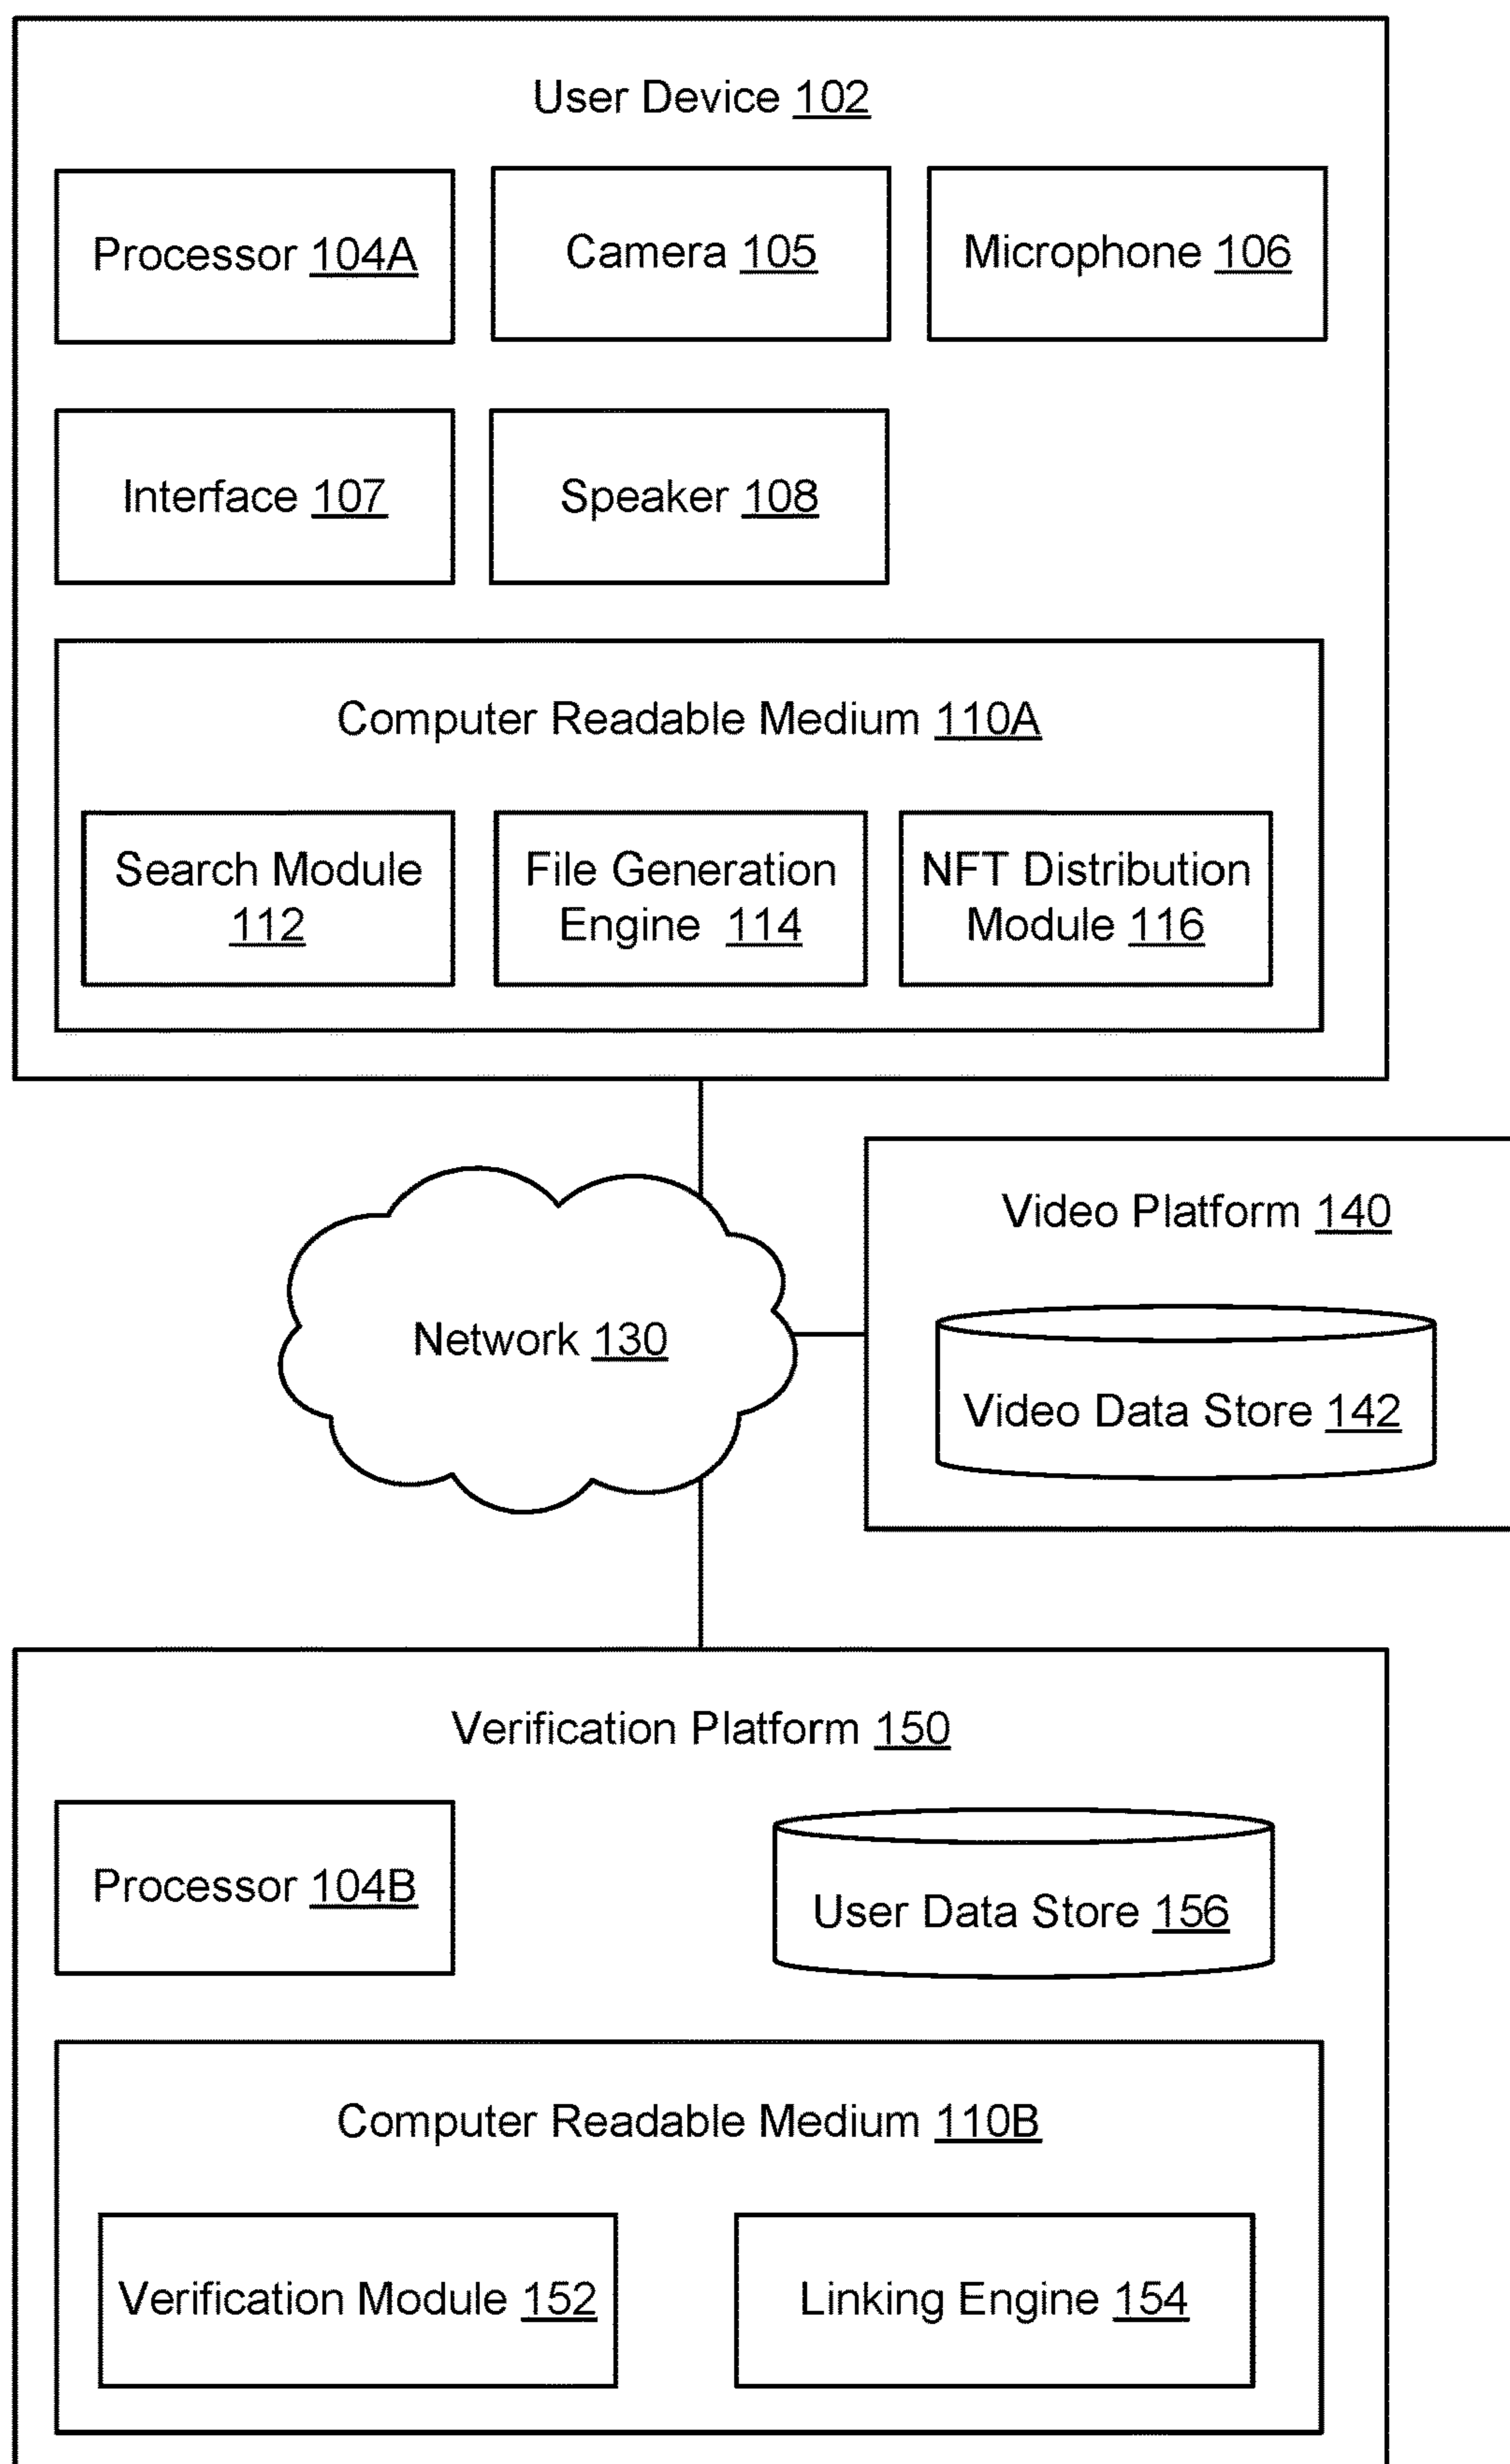 User Device 102
Processor 104A
Camera 105
Microphone 106
Interface 107
Speaker 108
Computer Readable Medium 110A
Search Module
112
File Generation
Engine 114
NFT Distribution
Module 116
Network 130
Video Platform 140
Video Data Store 142
Verification Platform 150
Processor 104B
User Data Store 156
Computer Readable Medium 110B
Verification Module 152
Linking Engine 154